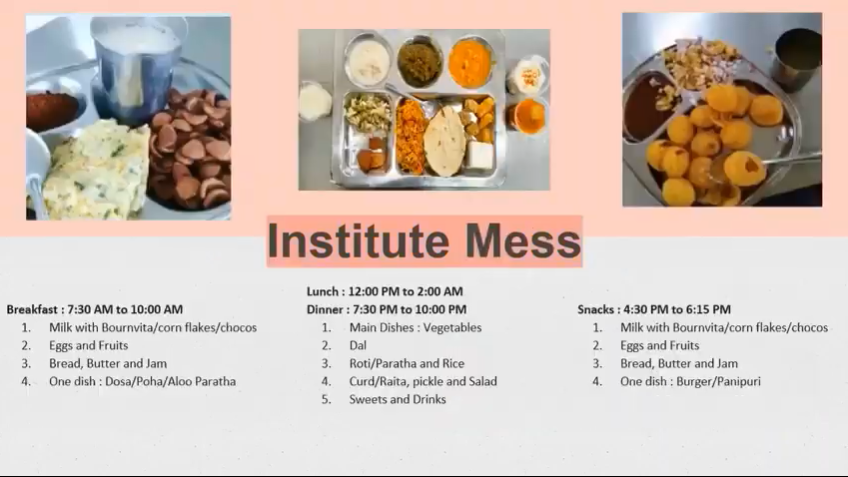 Institute Mess
Breakfast : 7:30 AM to 10:00 AM
1. Milk with Bournvita/corn flakes/chocos
2. Eggs and Fruits
3. Bread, Butter and Jam
4. One dish : Dosa/Poha/Aloo Paratha
Lunch : 12:00 PM to 2:00 AM
Dinner : 7:30 PM to 10:00 PM
1. Main Dishes : Vegetables
2. Dal
3. Roti/Paratha and Rice
4. Curd/Raita, pickle and Salad
5. Sweets and Drinks
Snacks : 4:30 PM to 6:15 PM
1. Milk with Bournvita/corn flakes/chocos
2. Eggs and Fruits
3. Bread, Butter and Jam
4. One dish : Burger/Panipuri